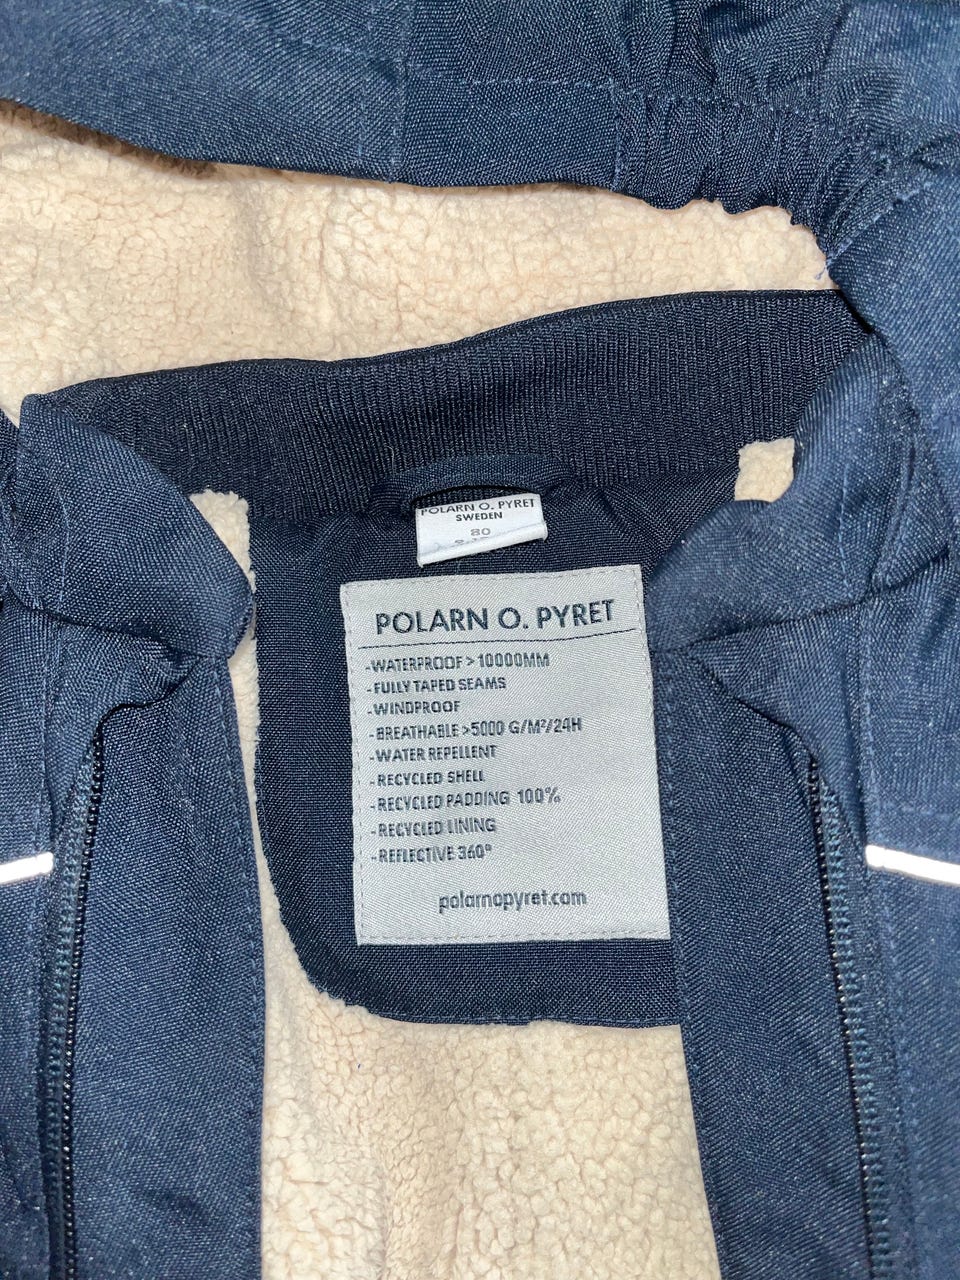 POLARN O. PYRET
SWEDEN
80
POLARN O. PYRET
-WATERPROOF > 10000MM
-FULLY TAPED SEAMS
-WINDPROOF
-BREATHABLE >5000 G/M²/24H
-WATER REPELLENT
-RECYCLED SHELL
-RECYCLED PADDING 100%
-RECYCLED LINING
-REFLECTIVE 360°
polarnopyret.com